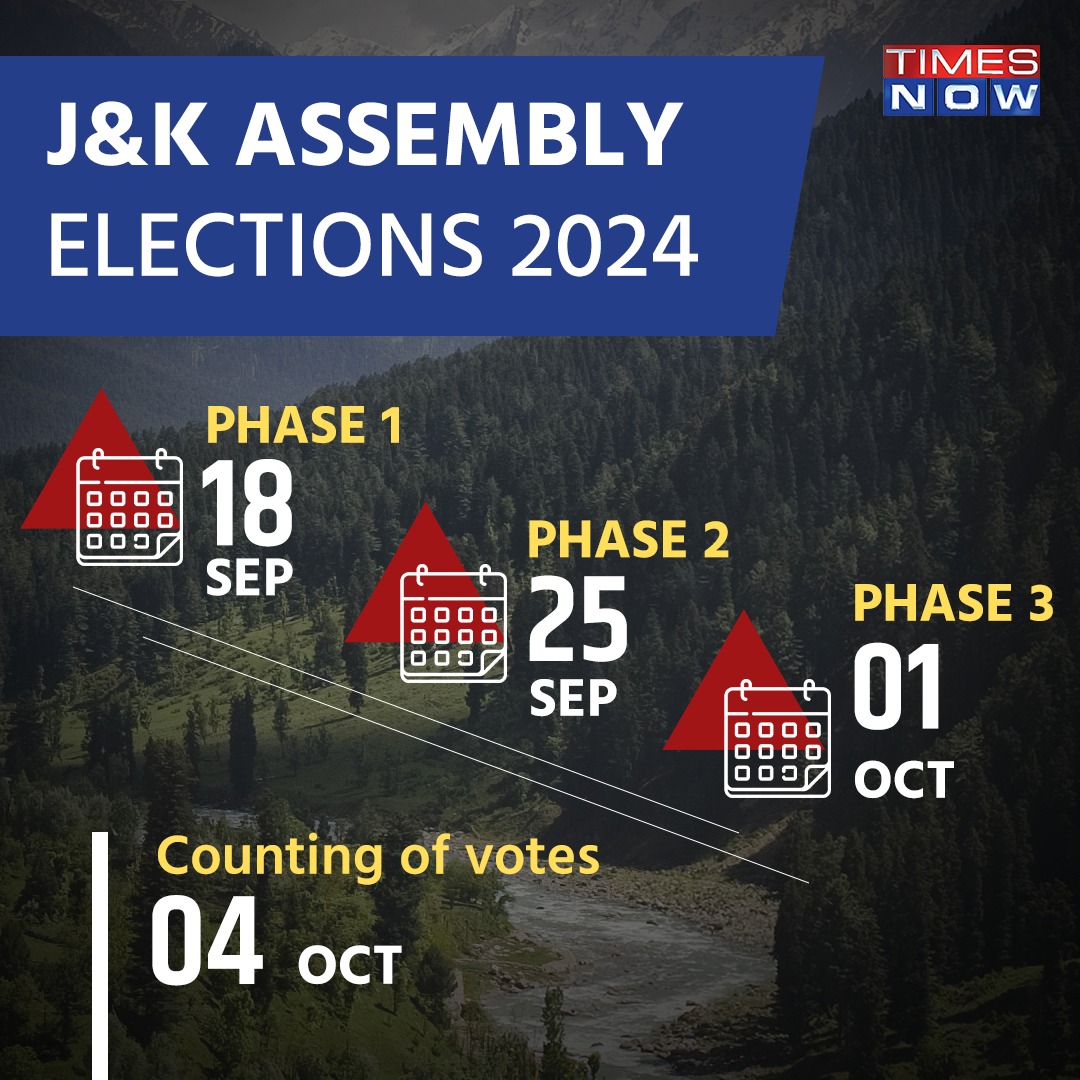 J&K ASSEMBLY
ELECTIONS 2024
TIMES
NOW
PHASE 1
18
SEP
PHASE 2
25
SEP
PHASE 3
01
OCT
Counting of votes
04 OCT